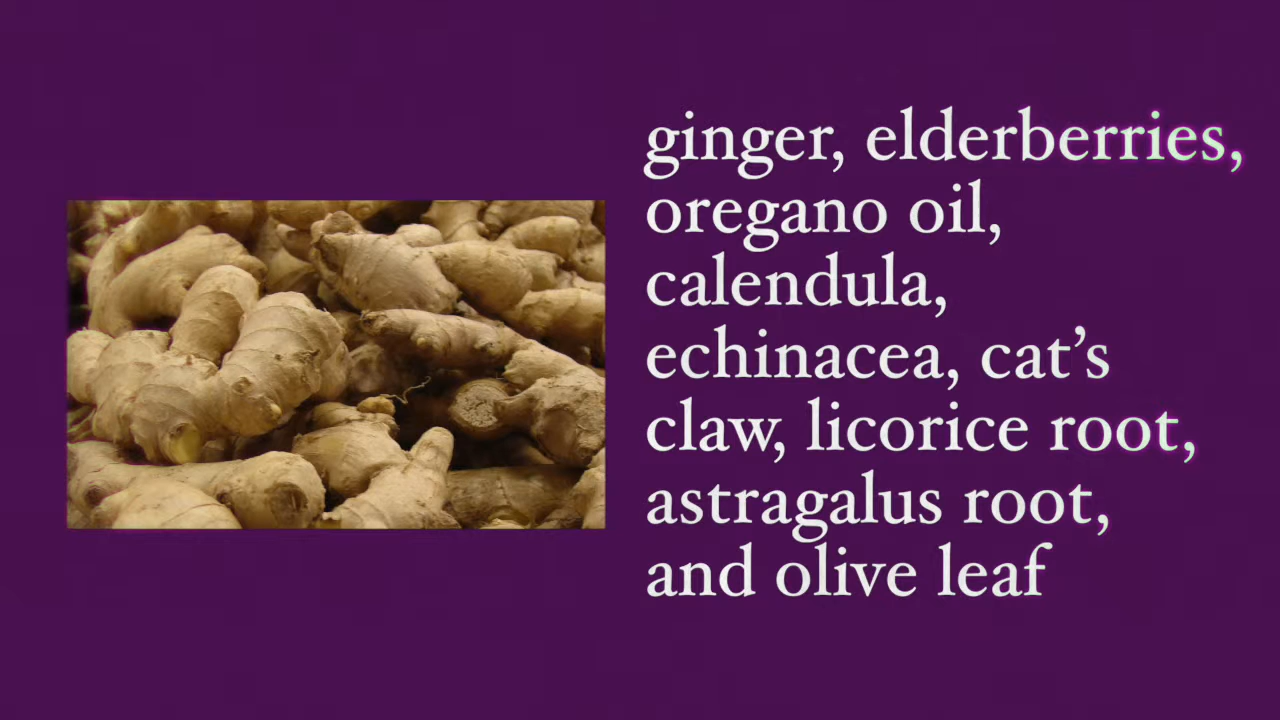 ginger, elderberries,
oregano oil,
calendula,
echinacea, cat’s
claw, licorice root,
astragalus root,
and olive leaf